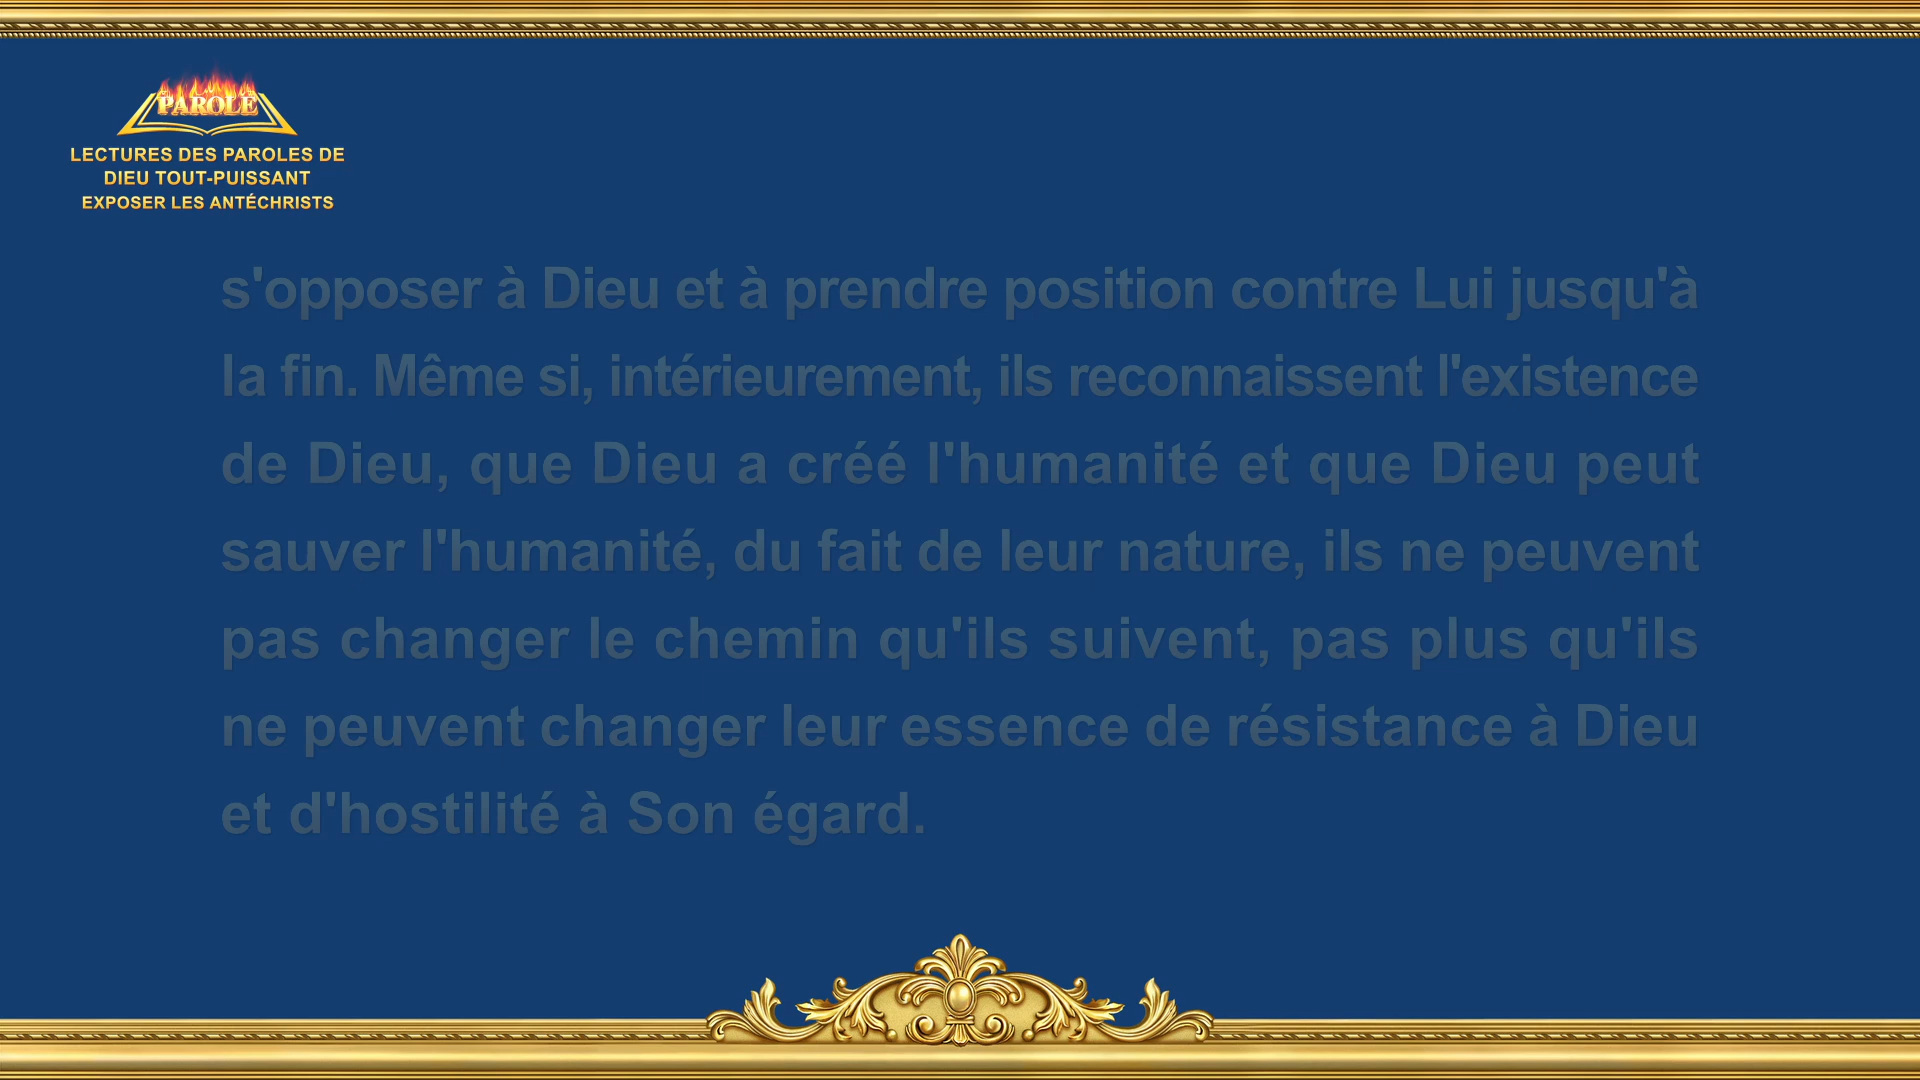 PAROLE
LECTURES DES PAROLES DE
DIEU TOUT-PUISSANT
EXPOSER LES ANTÉCHRISTS
s'opposer à Dieu et à prendre position contre Lui jusqu'à
la fin. Même si, intérieurement, ils reconnaissent l'existence
de Dieu, que Dieu a créé l'humanité et que Dieu peut
sauver l'humanité, du fait de leur nature, ils ne peuvent
pas changer le chemin qu'ils suivent, pas plus qu'ils
ne peuvent changer leur essence de résistance à Dieu
et d'hostilité à Son égard.